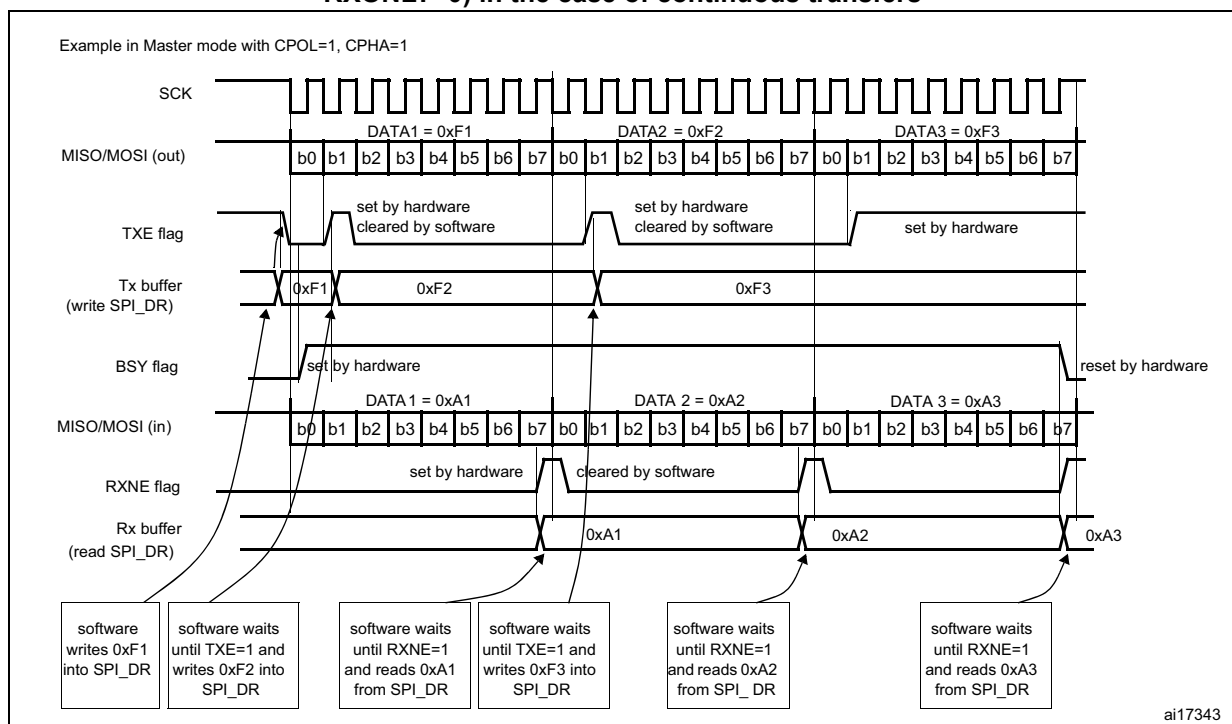 RXONLY=0) in the case of continuous transfers
Example in Master mode with CPOL=1, CPHA=1
SCK
DATA1 = 0xF1 DATA2 = 0xF2 DATA3 = 0xF3
MISO/MOSI (out) b0 b1 b2 b3 b4 b5 b6 b7 b0 b1 b2 b3 b4 b5 b6 b7 b0 b1 b2 b3 b4 b5 b6 b7
set by hardware set by hardware
cleared by software cleared by software set by hardware
TXE flag
Tx buffer 0xF1 0xF2 0xF3
(write SPI_DR)
BSY flag set by hardware reset by hardware
DATA 1 = 0xA1 DATA 2 = 0xA2 DATA 3 = 0xA3
MISO/MOSI (in) b0 b1 b2 b3 b4 b5 b6 b7 b0 b1 b2 b3 b4 b5 b6 b7 b0 b1 b2 b3 b4 b5 b6 b7
set by hardware cleared by software
RXNE flag
Rx buffer 0xA1 0xA2 0xA3
(read SPI_DR)
software
writes 0xF1
into SPI_DR
software waits
until TXE=1 and
writes 0xF2 into
SPI_DR
software waits
until RXNE=1
and reads 0xA1
from SPI_DR
software waits
until TXE=1 and
writes 0xF3 into
SPI_DR
software waits
until RXNE=1
and reads 0xA2
from SPI_ DR
software waits
until RXNE=1
and reads 0xA3
from SPI_DR
ai17343